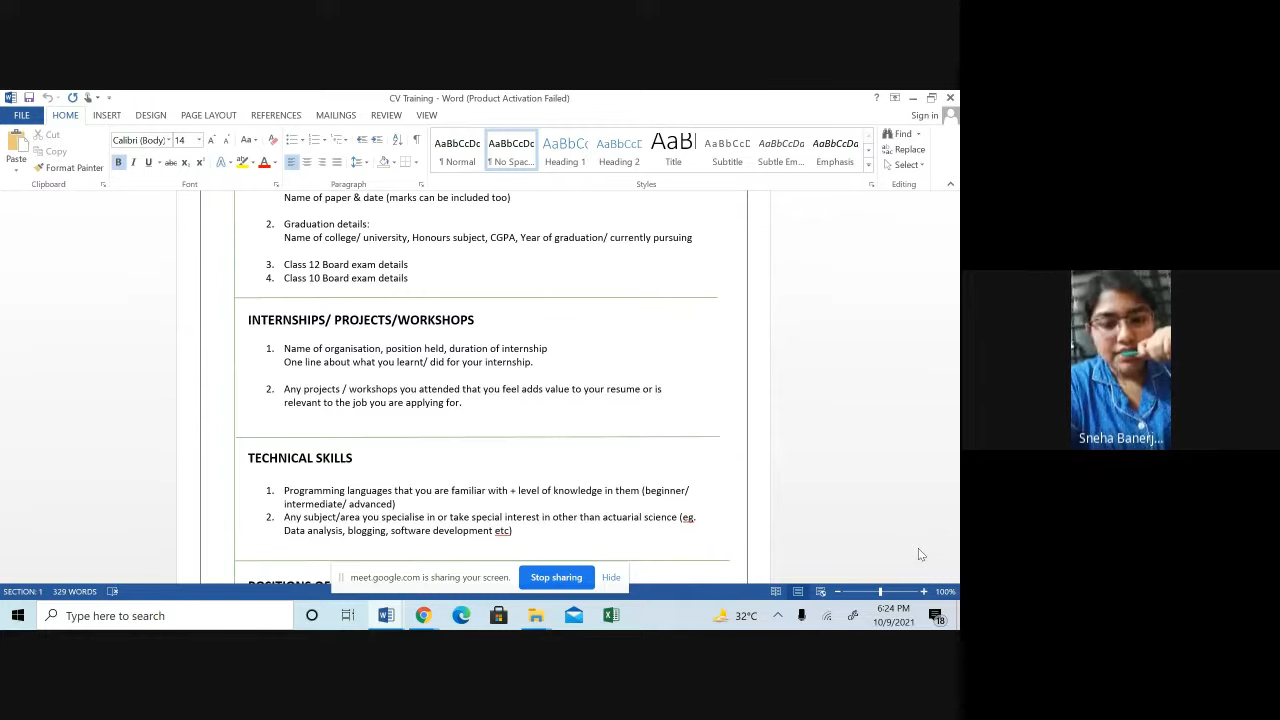 CV Training - Word (Product Activation Failed)
FILE HOME INSERT DESIGN PAGE LAYOUT REFERENCES MAILINGS REVIEW VIEW Sign in
Cut
Copy
Format Painter
Paste
Clipboard
Calibri (Body) 14
Font
Paragraph
AaBbCcDc AaBbCcDc AaBbC AaBbCcC AaB AaBbCcD AaBbCcDa AaBbCcDa
¶ Normal ¶ No Spac... Heading 1 Heading 2 Title Subtitle Subtle Em... Emphasis
Styles
Find
Replace
Select
Editing
Name of paper & date (marks can be included too)
2. Graduation details:
Name of college/ university, Honours subject, CGPA, Year of graduation/ currently pursuing
3. Class 12 Board exam details
4. Class 10 Board exam details
INTERNSHIPS/ PROJECTS/WORKSHOPS
1. Name of organisation, position held, duration of internship
One line about what you learnt/ did for your internship.
2. Any projects / workshops you attended that you feel adds value to your resume or is
relevant to the job you are applying for.
TECHNICAL SKILLS
1. Programming languages that you are familiar with + level of knowledge in them (beginner/
intermediate/ advanced)
2. Any subject/area you specialise in or take special interest in other than actuarial science (eg.
Data analysis, blogging, software development etc)
POSITIONS OF
meet.google.com is sharing your screen. Stop sharing Hide
SECTION: 1 329 WORDS 100%
Type here to search
32°C
6:24 PM
10/9/2021
18
Sneha Banerj...